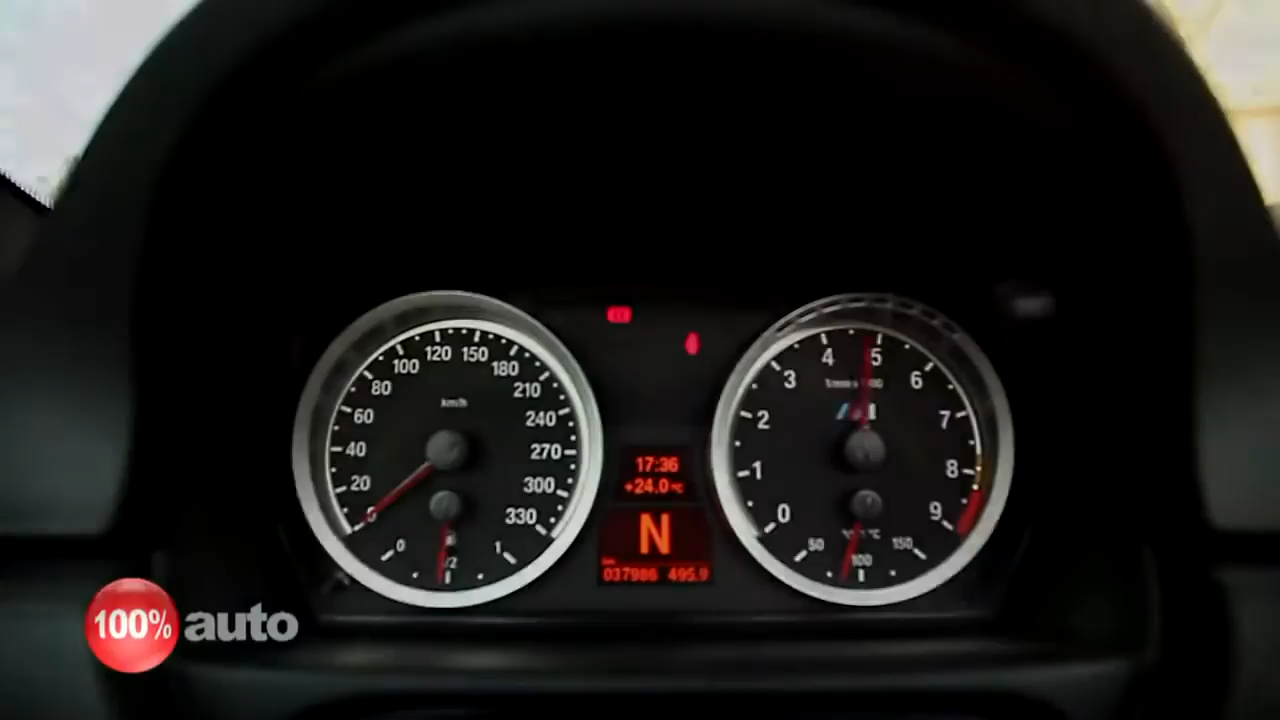 120 150
100 180
80 210
60 240
40 270
20 300
0 330
km/h
0 1/2 1
17:36
+24.0°C
N
km
037986 495.9
4 5
3 6
2 7
1 8
0 9
50 100 150
°C
100% auto